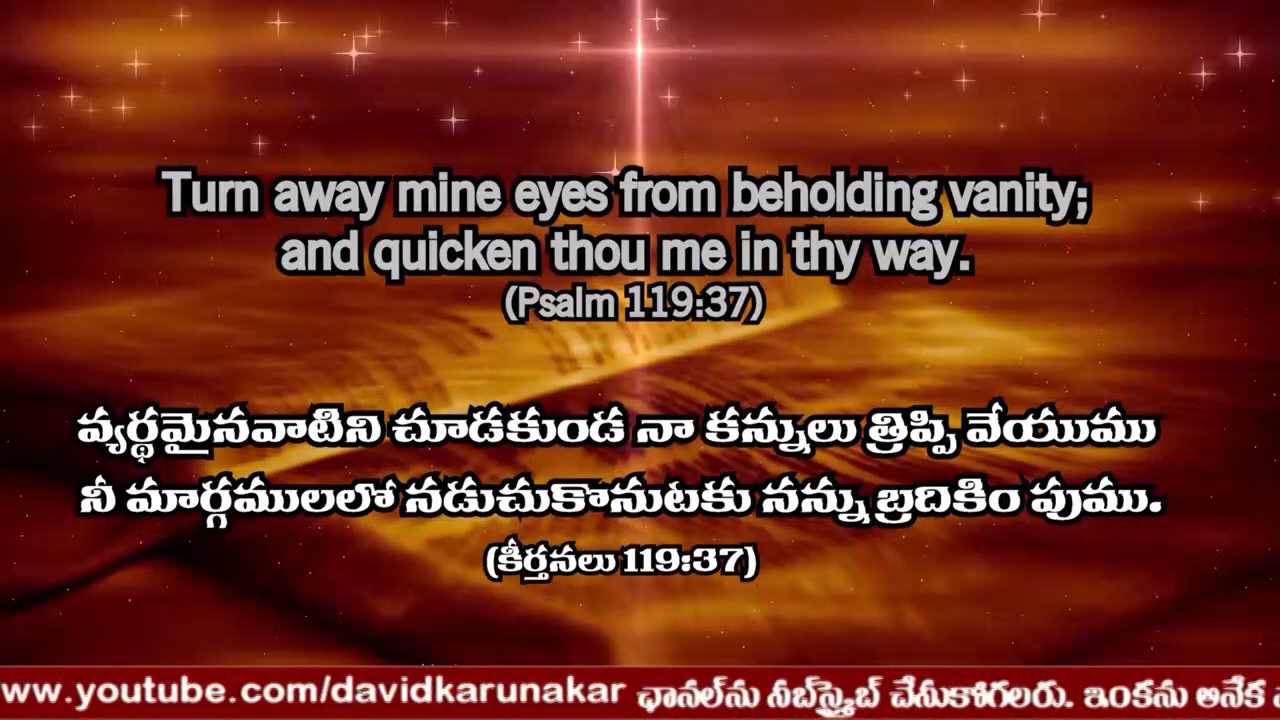 Turn away mine eyes from beholding vanity;
and quicken thou me in thy way.
(Psalm 119:37)
వ్యర్థమైనవాటిని చూడకుండ నా కన్నులు త్రిప్పి వేయుము
నీ మార్గములలో నడుచుకొనుటకు నన్ను బ్రదికిం పుము.
(కీర్తనలు 119:37)
ww.youtube.com/davidkarunakar ఛానల్‌ను సబ్‌స్క్రైబ్ చేసుకోగలరు. ఇంకను అనేక